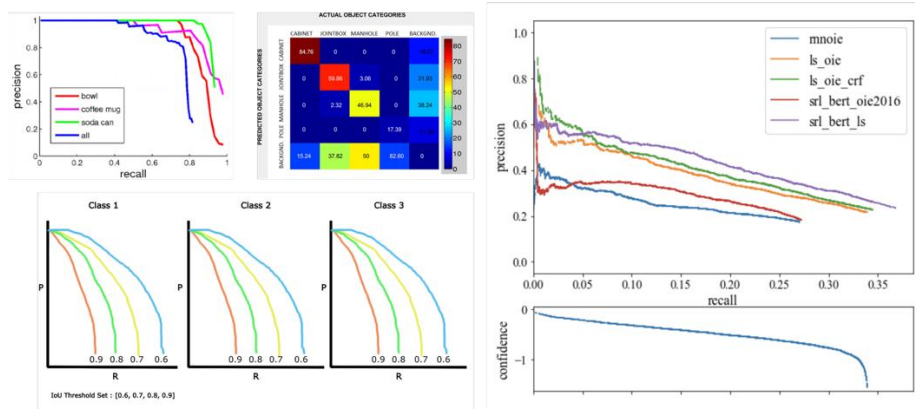 1
0.8
0.6
0.4
0.2
0
precision
bowl
coffee mug
soda can
all
0 0.2 0.4 0.6 0.8 1
recall
ACTUAL OBJECT CATEGORIES
CABINET JOINTBOX MANHOLE POLE BACKGND.
PREDICTED OBJECT CATEGORIES
CABINET
JOINTBOX
MANHOLE
POLE
BACKGND.
84.76 0 0 0
0 59.86 3.06 0 31.93
0 2.32 46.94 0 38.24
0 0 0 17.39
15.24 37.82 50 82.60 0
80
70
60
50
40
30
20
10
0
Class 1 Class 2 Class 3
P P P
0.9 0.8 0.7 0.6 0.9 0.8 0.7 0.6 0.9 0.8 0.7 0.6
R R R
IoU Threshold Set : [0.6, 0.7, 0.8, 0.9]
1.0
0.8
0.6
0.4
0.2
0.0
precision
rnnoie
ls_oie
ls_oie_crf
srl_bert_oie2016
srl_bert_ls
0.00 0.05 0.10 0.15 0.20 0.25 0.30 0.35
recall
0
−1
confidence